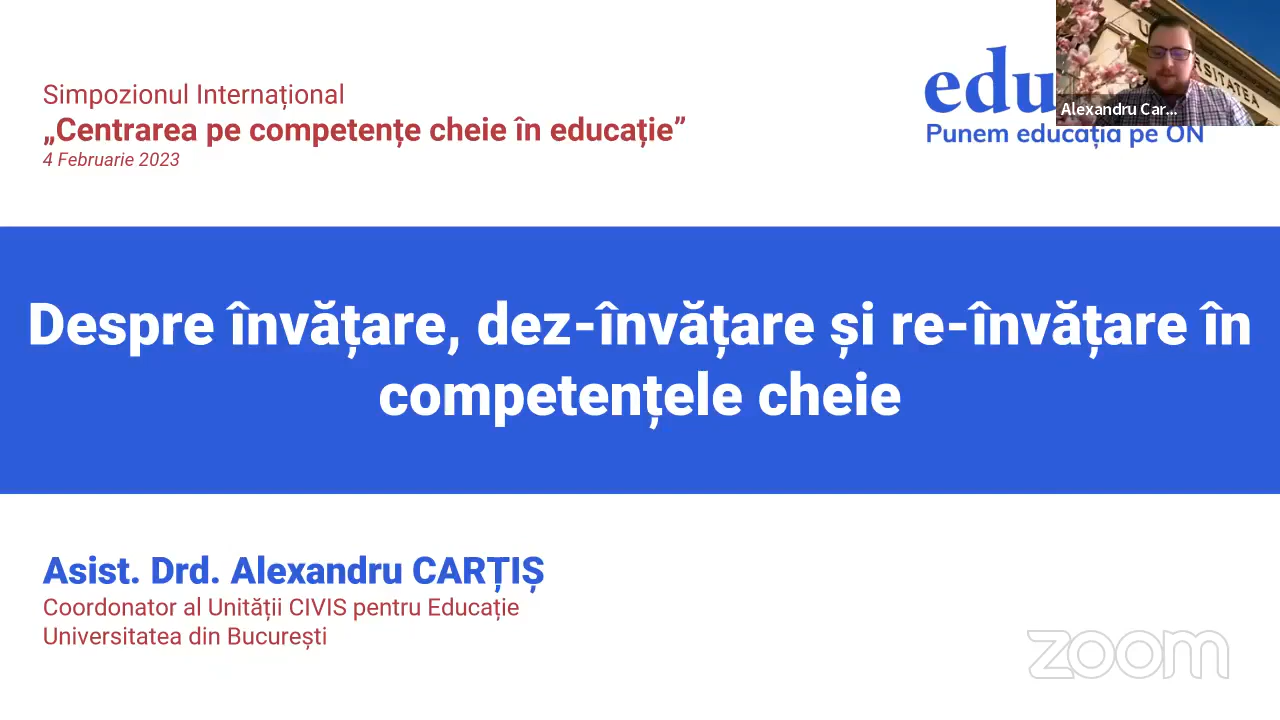 Simpozionul Internațional
„Centrarea pe competențe cheie în educație”
4 Februarie 2023
edu
Punem educația pe ON
Alexandru Car...
Despre învățare, dez-învățare și re-învățare în
competențele cheie
Asist. Drd. Alexandru CARȚIȘ
Coordonator al Unității CIVIS pentru Educație
Universitatea din București
zoom